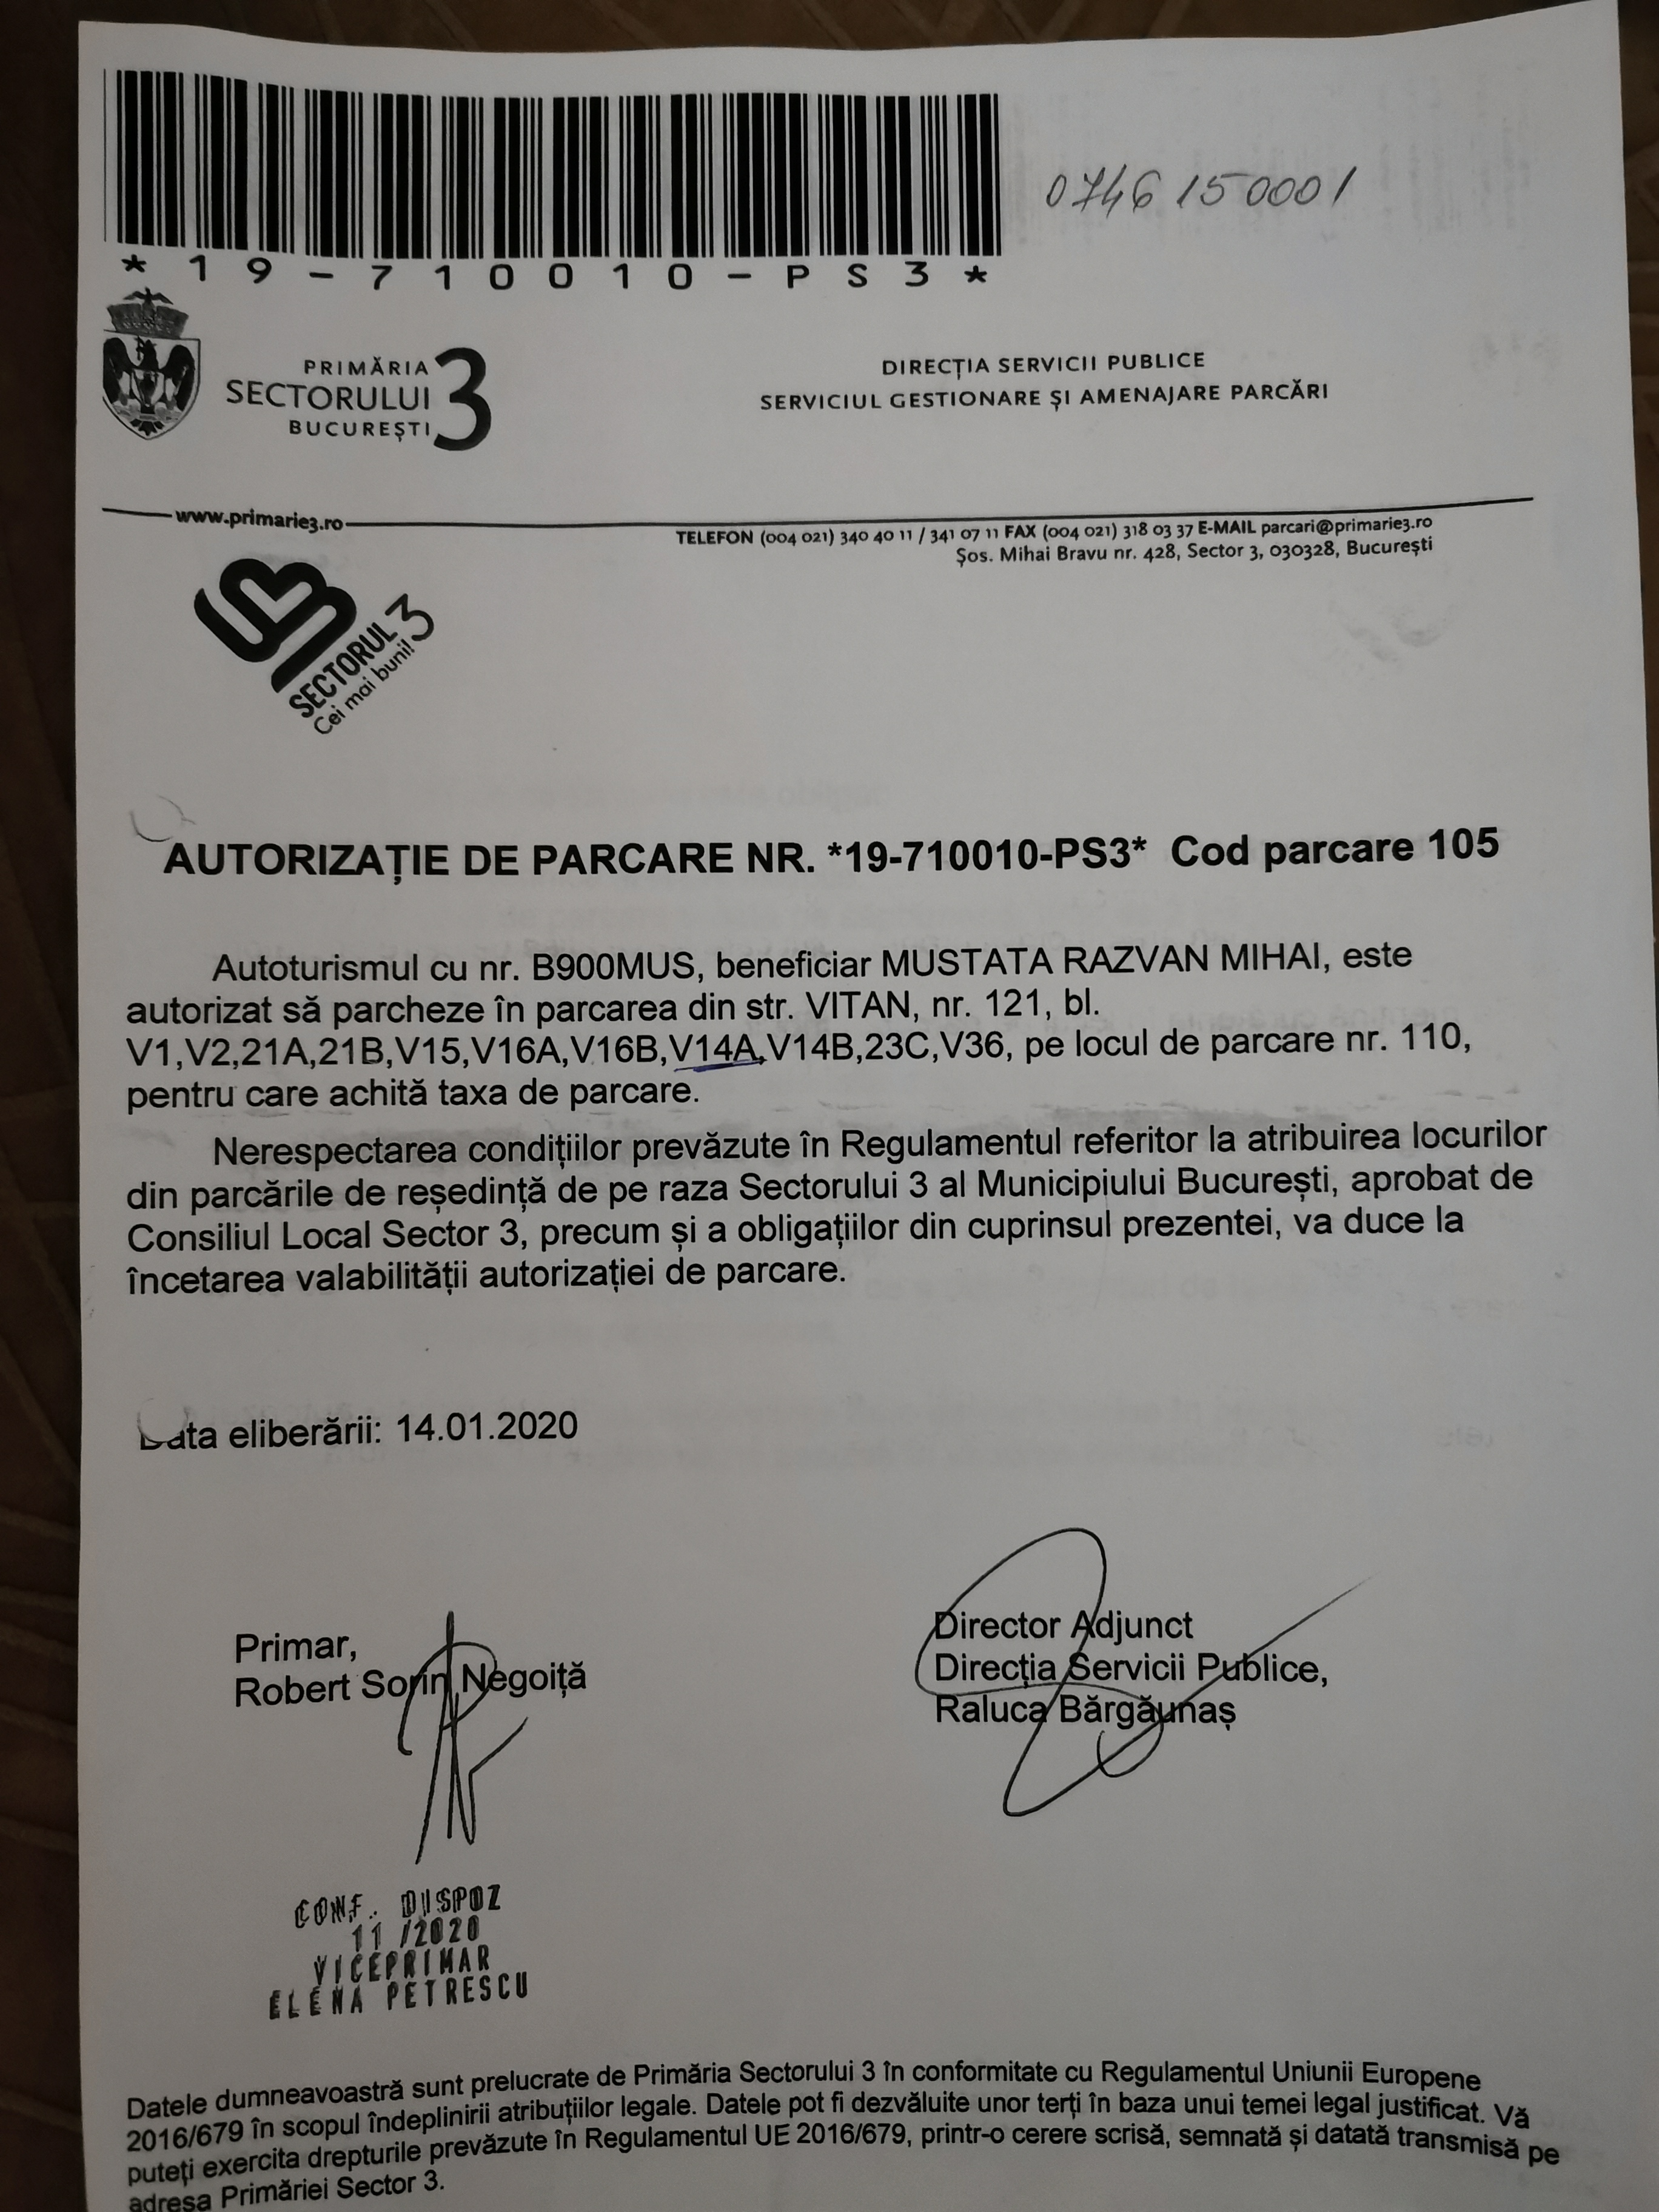 0746 15 0001
*19-710010-PS3*
PRIMĂRIA
SECTORULUI 3
BUCUREȘTI
DIRECȚIA SERVICII PUBLICE
SERVICIUL GESTIONARE ȘI AMENAJARE PARCĂRI
www.primarie3.ro
TELEFON (004 021) 340 40 11 / 341 07 11 FAX (004 021) 318 03 37 E-MAIL parcari@primarie3.ro
Șos. Mihai Bravu nr. 428, Sector 3, 030328, București
SECTORUL 3
Cei mai buni!
AUTORIZAȚIE DE PARCARE NR. *19-710010-PS3* Cod parcare 105
Autoturismul cu nr. B900MUS, beneficiar MUSTATA RAZVAN MIHAI, este
autorizat să parcheze în parcarea din str. VITAN, nr. 121, bl.
V1,V2,21A,21B,V15,V16A,V16B,V14A,V14B,23C,V36, pe locul de parcare nr. 110,
pentru care achită taxa de parcare.
Nerespectarea condițiilor prevăzute în Regulamentul referitor la atribuirea locurilor
din parcările de reședință de pe raza Sectorului 3 al Municipiului București, aprobat de
Consiliul Local Sector 3, precum și a obligațiilor din cuprinsul prezentei, va duce la
încetarea valabilității autorizației de parcare.
Data eliberării: 14.01.2020
Primar,
Robert Sorin Negoiță
Director Adjunct
Direcția Servicii Publice,
Raluca Bărgăunaș
CONF. DISPOZ
11 /2020
VICEPRIMAR
ELENA PETRESCU
Datele dumneavoastră sunt prelucrate de Primăria Sectorului 3 în conformitate cu Regulamentul Uniunii Europene
2016/679 în scopul îndeplinirii atribuțiilor legale. Datele pot fi dezvăluite unor terți în baza unui temei legal justificat. Vă
puteți exercita drepturile prevăzute în Regulamentul UE 2016/679, printr-o cerere scrisă, semnată și datată transmisă pe
adresa Primăriei Sector 3.